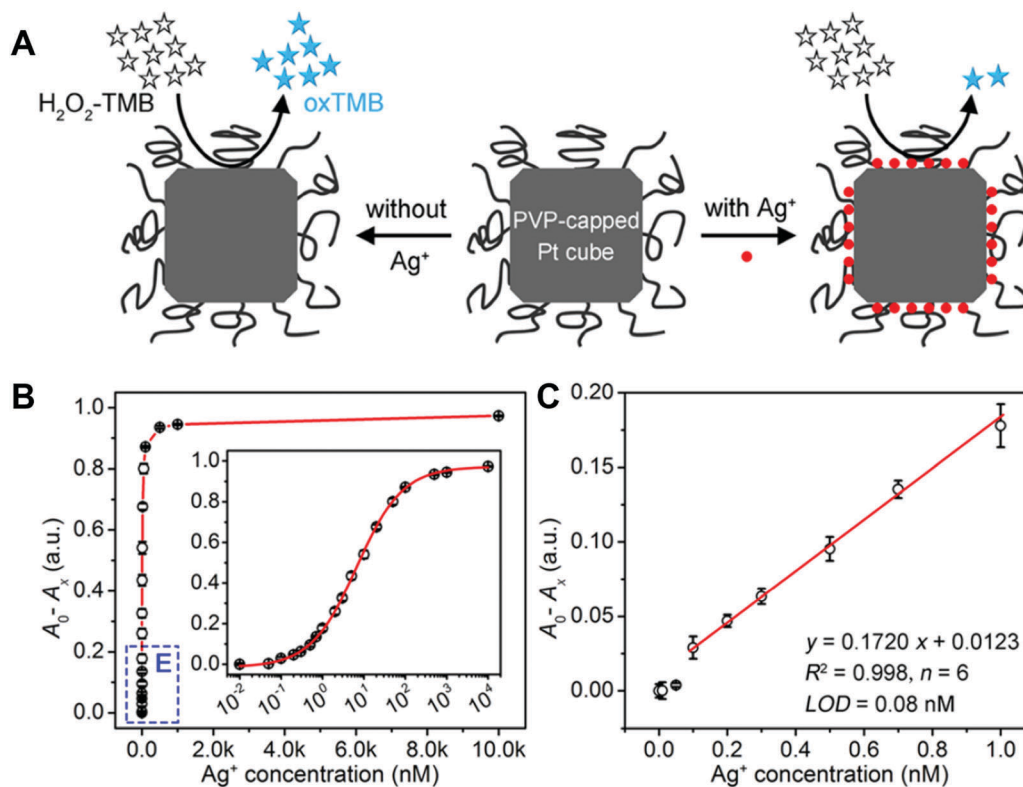 A
H₂O₂-TMB
oxTMB
without
Ag⁺
PVP-capped
Pt cube
with Ag⁺
B
A₀- Aₓ (a.u.)
1.0
0.8
0.6
0.4
0.2
0.0
E
1.0
0.8
0.6
0.4
0.2
0.0
10⁻² 10⁻¹ 10⁰ 10¹ 10² 10³ 10⁴
0.0 2.0k 4.0k 6.0k 8.0k 10.0k
Ag⁺ concentration (nM)
C
A₀- Aₓ (a.u.)
0.20
0.15
0.10
0.05
0.00
y = 0.1720 x + 0.0123
R² = 0.998, n = 6
LOD = 0.08 nM
0.0 0.2 0.4 0.6 0.8 1.0
Ag⁺ concentration (nM)